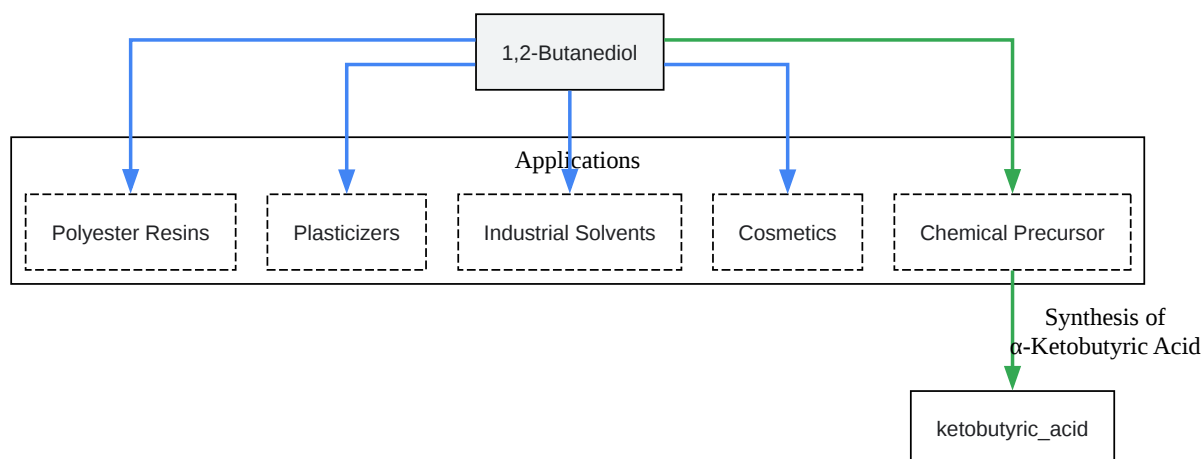 1,2-Butanediol
Applications
Polyester Resins
Plasticizers
Industrial Solvents
Cosmetics
Chemical Precursor
Synthesis of
α-Ketobutyric Acid
ketobutyric_acid